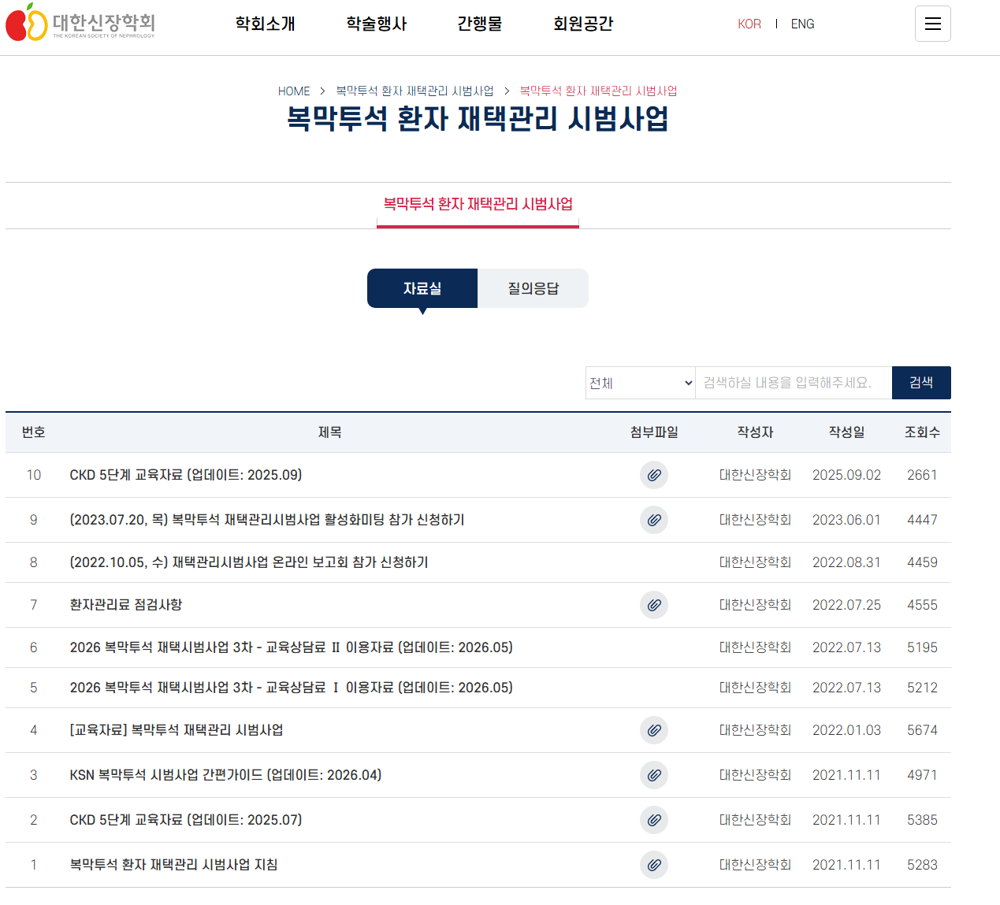 대한신장학회
THE KOREAN SOCIETY OF NEPHROLOGY
학회소개 학술행사 간행물 회원공간 KOR ENG
HOME > 복막투석 환자 재택관리 시범사업 > 복막투석 환자 재택관리 시범사업
복막투석 환자 재택관리 시범사업
복막투석 환자 재택관리 시범사업
자료실 질의응답
전체 검색하실 내용을 입력해주세요. 검색
번호 제목 첨부파일 작성자 작성일 조회수
10 CKD 5단계 교육자료 (업데이트: 2025.09) 대한신장학회 2025.09.02 2661
9 (2023.07.20, 목) 복막투석 재택관리시범사업 활성화미팅 참가 신청하기 대한신장학회 2023.06.01 4447
8 (2022.10.05, 수) 재택관리시범사업 온라인 보고회 참가 신청하기 대한신장학회 2022.08.31 4459
7 환자관리료 점검사항 대한신장학회 2022.07.25 4555
6 2026 복막투석 재택시범사업 3차 - 교육상담료 Ⅱ 이용자료 (업데이트: 2026.05) 대한신장학회 2022.07.13 5195
5 2026 복막투석 재택시범사업 3차 - 교육상담료 Ⅰ 이용자료 (업데이트: 2026.05) 대한신장학회 2022.07.13 5212
4 [교육자료] 복막투석 재택관리 시범사업 대한신장학회 2022.01.03 5674
3 KSN 복막투석 시범사업 간편가이드 (업데이트: 2026.04) 대한신장학회 2021.11.11 4971
2 CKD 5단계 교육자료 (업데이트: 2025.07) 대한신장학회 2021.11.11 5385
1 복막투석 환자 재택관리 시범사업 지침 대한신장학회 2021.11.11 5283